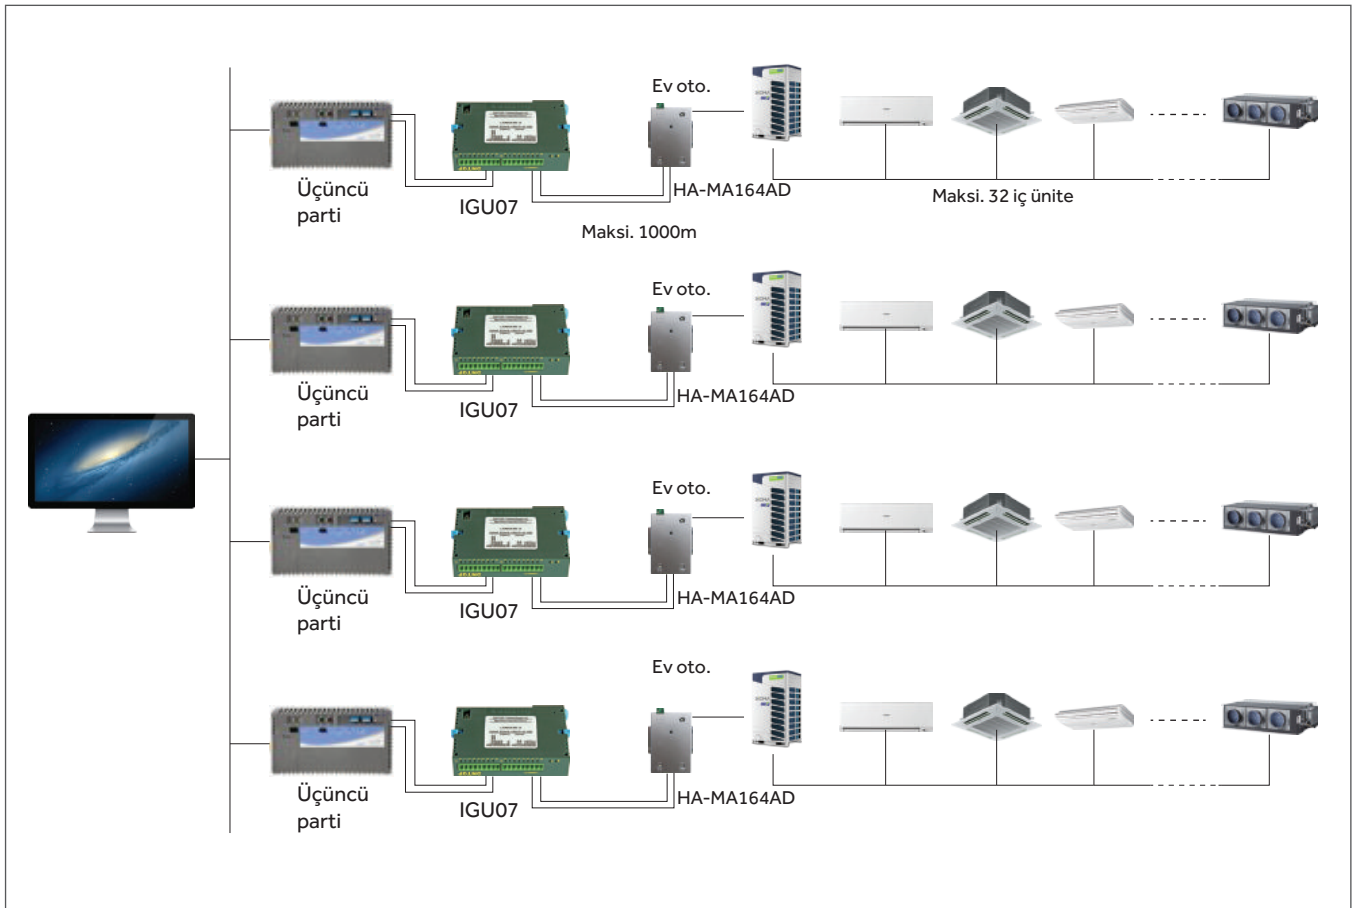 Ev oto.
Üçüncü
parti
IGU07
HA-MA164AD
Maksi. 32 iç ünite
Maksi. 1000m
Ev oto.
Üçüncü
parti
IGU07
HA-MA164AD
Ev oto.
Üçüncü
parti
IGU07
HA-MA164AD
Ev oto.
Üçüncü
parti
IGU07
HA-MA164AD